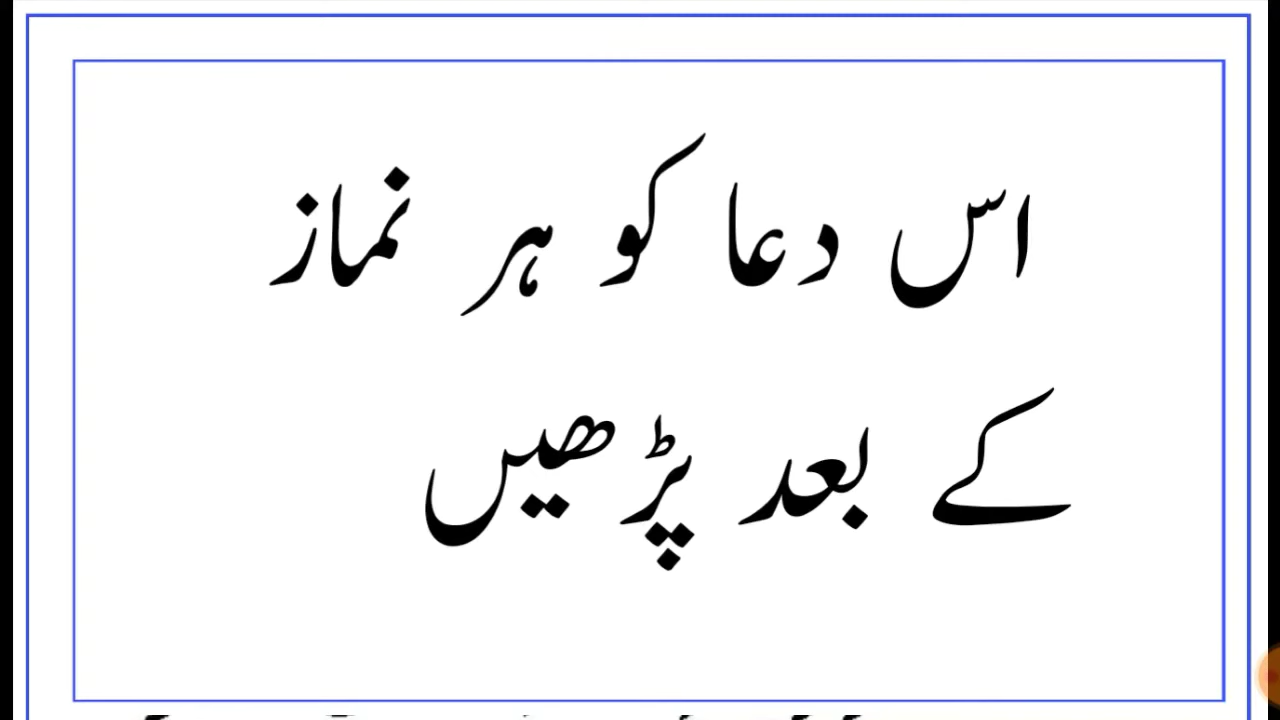 اس دعا کو ہر نماز
کے بعد پڑھیں